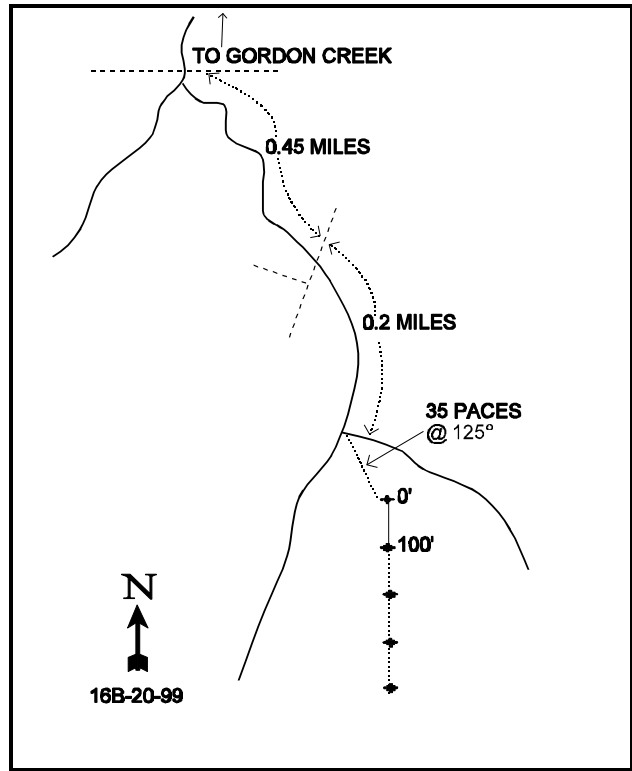 TO GORDON CREEK
0.45 MILES
0.2 MILES
35 PACES
@ 125º
0'
100'
N
16B-20-99